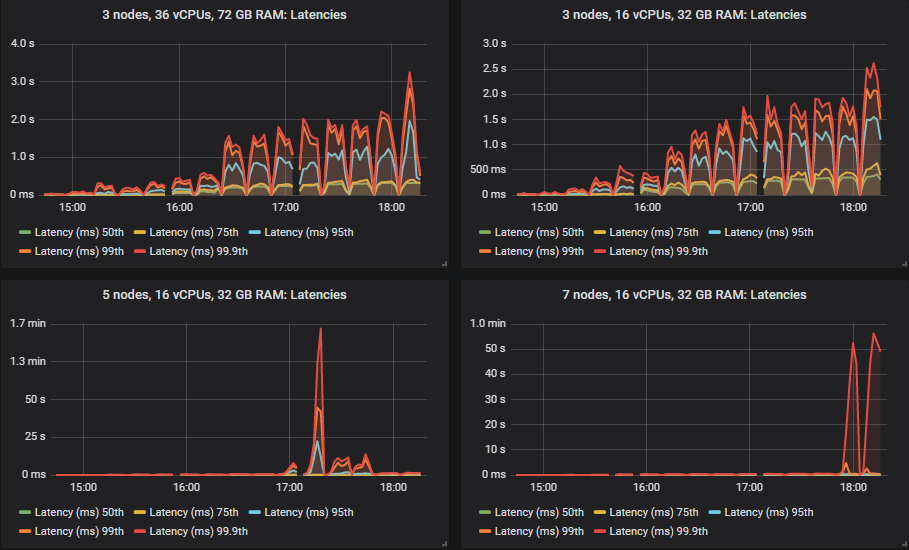 3 nodes, 36 vCPUs, 72 GB RAM: Latencies
4.0 s
3.0 s
2.0 s
1.0 s
0 ms
15:00 16:00 17:00 18:00
Latency (ms) 50th Latency (ms) 75th Latency (ms) 95th
Latency (ms) 99th Latency (ms) 99.9th
3 nodes, 16 vCPUs, 32 GB RAM: Latencies
3.0 s
2.5 s
2.0 s
1.5 s
1.0 s
500 ms
0 ms
15:00 16:00 17:00 18:00
Latency (ms) 50th Latency (ms) 75th Latency (ms) 95th
Latency (ms) 99th Latency (ms) 99.9th
5 nodes, 16 vCPUs, 32 GB RAM: Latencies
1.7 min
1.3 min
50 s
25 s
0 ms
15:00 16:00 17:00 18:00
Latency (ms) 50th Latency (ms) 75th Latency (ms) 95th
Latency (ms) 99th Latency (ms) 99.9th
7 nodes, 16 vCPUs, 32 GB RAM: Latencies
1.0 min
50 s
40 s
30 s
20 s
10 s
0 ms
15:00 16:00 17:00 18:00
Latency (ms) 50th Latency (ms) 75th Latency (ms) 95th
Latency (ms) 99th Latency (ms) 99.9th